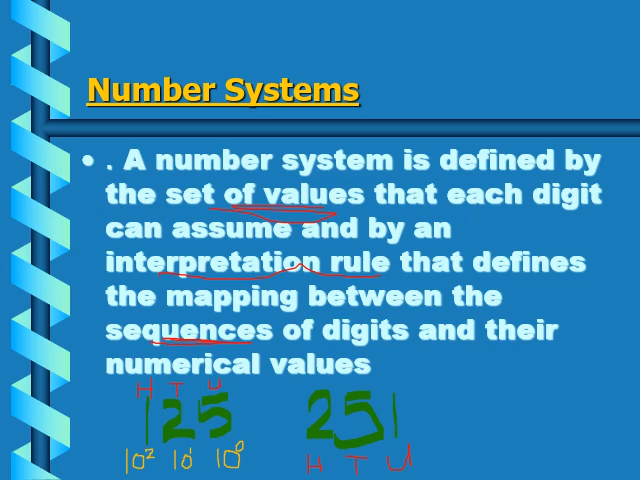 Number Systems
• . A number system is defined by
the set of values that each digit
can assume and by an
interpretation rule that defines
the mapping between the
sequences of digits and their
numerical values
H T U
125 251
10² 10¹ 10⁰ H T U